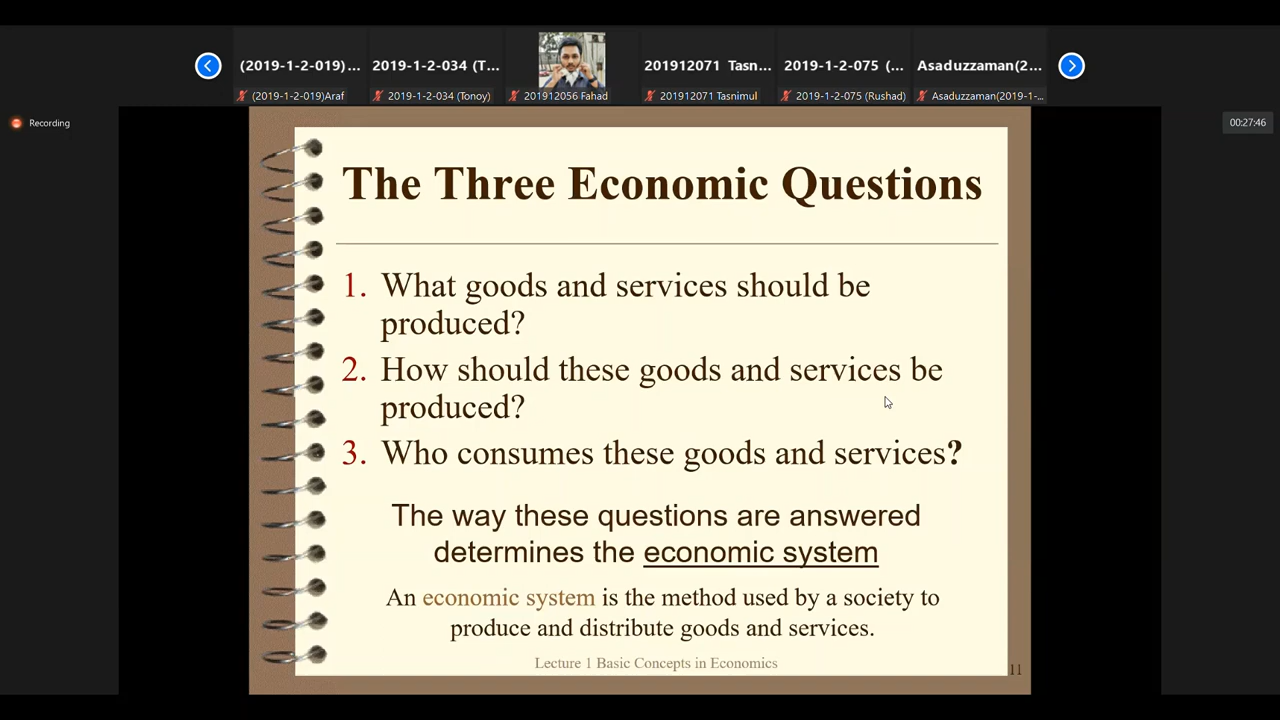 (2019-1-2-019)...
2019-1-2-034 (T...
201912071 Tasn...
2019-1-2-075 (...
Asaduzzaman(2...
(2019-1-2-019)Araf
2019-1-2-034 (Tonoy)
201912056 Fahad
201912071 Tasnimul
2019-1-2-075 (Rushad)
Asaduzzaman(2019-1-...
Recording
00:27:46
The Three Economic Questions
1. What goods and services should be
produced?
2. How should these goods and services be
produced?
3. Who consumes these goods and services?
The way these questions are answered
determines the economic system
An economic system is the method used by a society to
produce and distribute goods and services.
Lecture 1 Basic Concepts in Economics
11